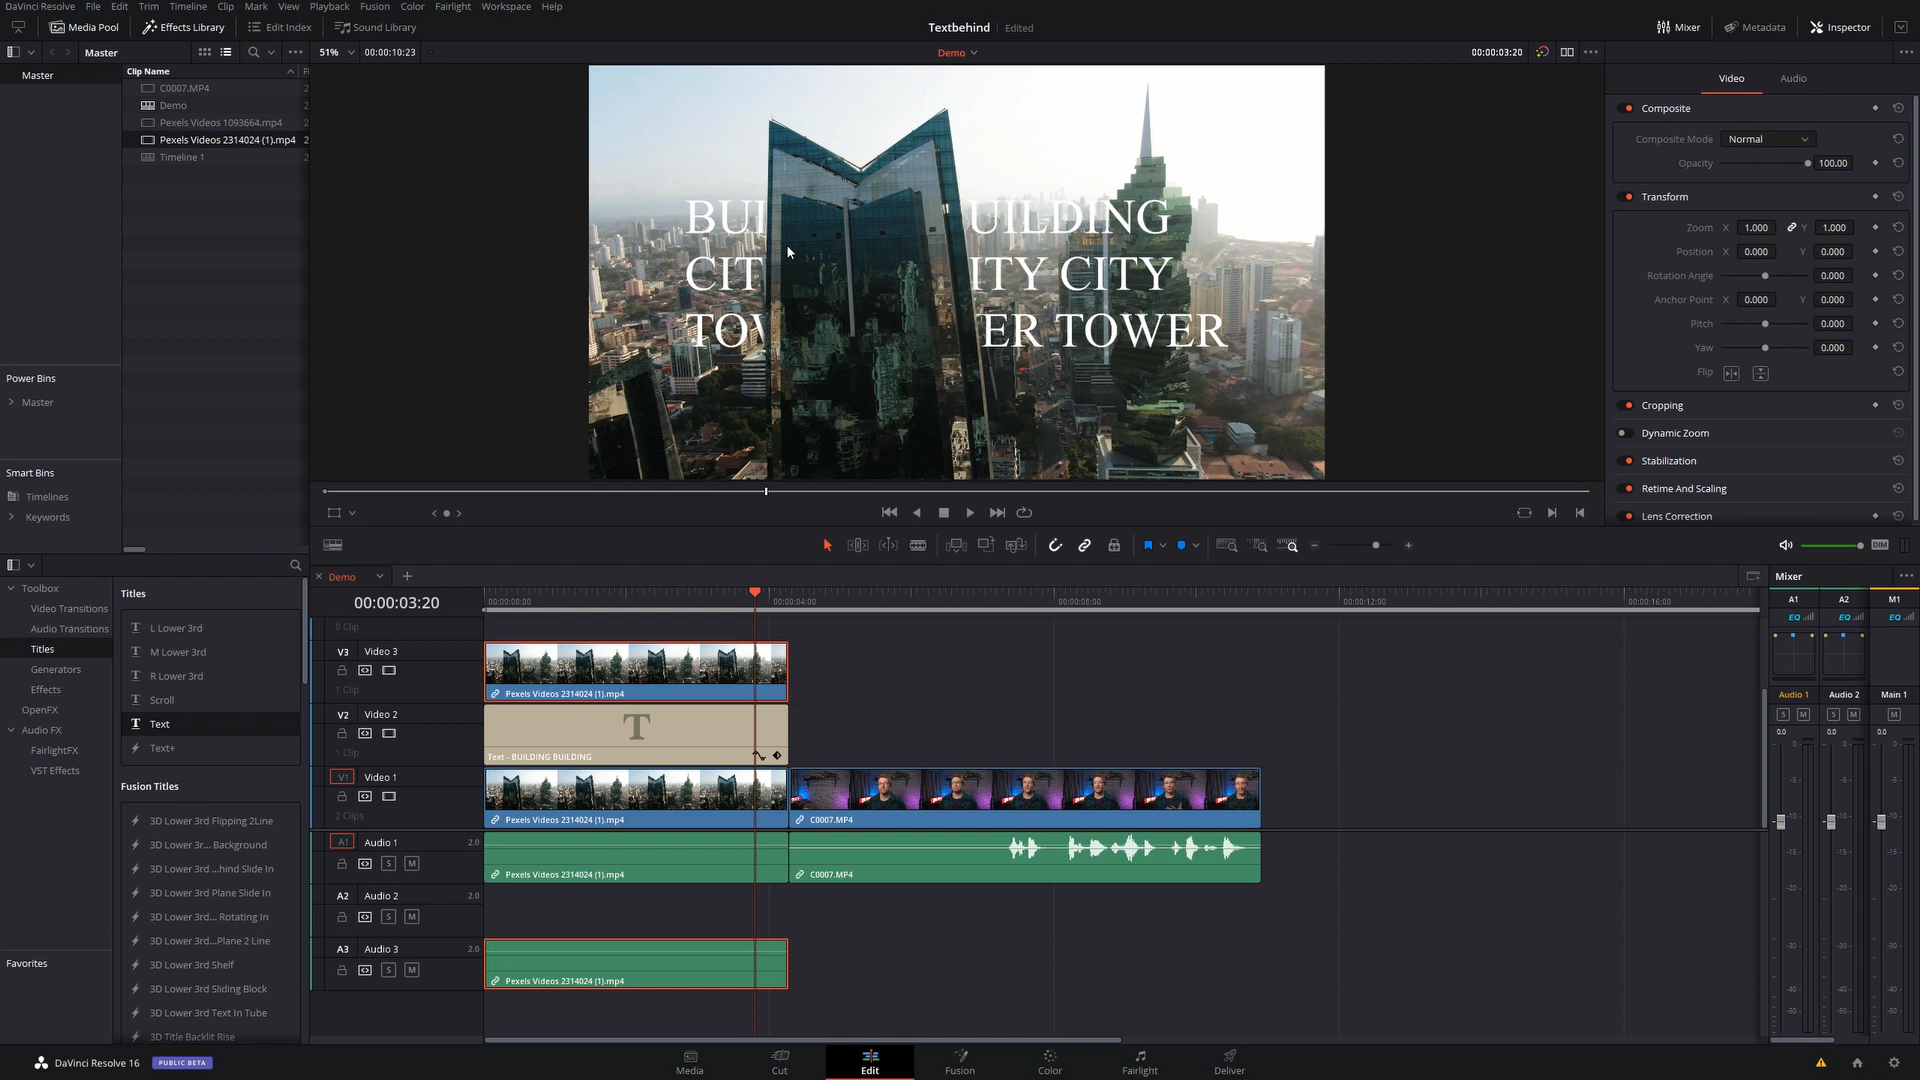 DaVinci Resolve File Edit Trim Timeline Clip Mark View Playback Fusion Color Fairlight Workspace Help
Media Pool Effects Library Edit Index Sound Library Textbehind Edited Mixer Metadata Inspector
Master 51% 00:00:10:23 Demo 00:00:03:20
Master
Clip Name
C0007.MP4
Demo
Pexels Videos 1093664.mp4
Pexels Videos 2314024 (1).mp4
Timeline 1
Power Bins
Master
Smart Bins
Timelines
Keywords
BUI UILDING
CIT ITY CITY
TOW ER TOWER
Video Audio
Composite
Composite Mode Normal
Opacity 100.00
Transform
Zoom X 1.000 Y 1.000
Position X 0.000 Y 0.000
Rotation Angle 0.000
Anchor Point X 0.000 Y 0.000
Pitch 0.000
Yaw 0.000
Flip
Cropping
Dynamic Zoom
Stabilization
Retime And Scaling
Lens Correction
DIM
Toolbox
Video Transitions
Audio Transitions
Titles
Generators
Effects
OpenFX
Audio FX
FairlightFX
VST Effects
Favorites
Titles
L Lower 3rd
M Lower 3rd
R Lower 3rd
Scroll
Text
Text+
Fusion Titles
3D Lower 3rd Flipping 2Line
3D Lower 3r... Background
3D Lower 3rd ...hind Slide In
3D Lower 3rd Plane Slide In
3D Lower 3rd... Rotating In
3D Lower 3rd...Plane 2 Line
3D Lower 3rd Shelf
3D Lower 3rd Sliding Block
3D Lower 3rd Text In Tube
3D Title Backlit Rise
Demo
00:00:03:20 00:00:00:00 00:00:04:00 00:00:08:00 00:00:12:00 00:00:16:00
0 Clip
V3 Video 3
1 Clip
Pexels Videos 2314024 (1).mp4
V2 Video 2
1 Clip
T
Text - BUILDING BUILDING
V1 Video 1
2 Clips
Pexels Videos 2314024 (1).mp4 C0007.MP4
A1 Audio 1 2.0
S M
Pexels Videos 2314024 (1).mp4 C0007.MP4
A2 Audio 2 2.0
S M
A3 Audio 3 2.0
S M
Pexels Videos 2314024 (1).mp4
Mixer
A1 A2 M1
EQ EQ EQ
Audio 1 Audio 2 Main 1
S M S M M
0.0 0.0 0.0
0 0 0
-5 -5 -5
-10 -10 -10
-15 -15 -15
-20 -20 -20
-30 -30 -30
-40 -40 -40
-50 -50 -50
DaVinci Resolve 16 PUBLIC BETA
Media Cut Edit Fusion Color Fairlight Deliver